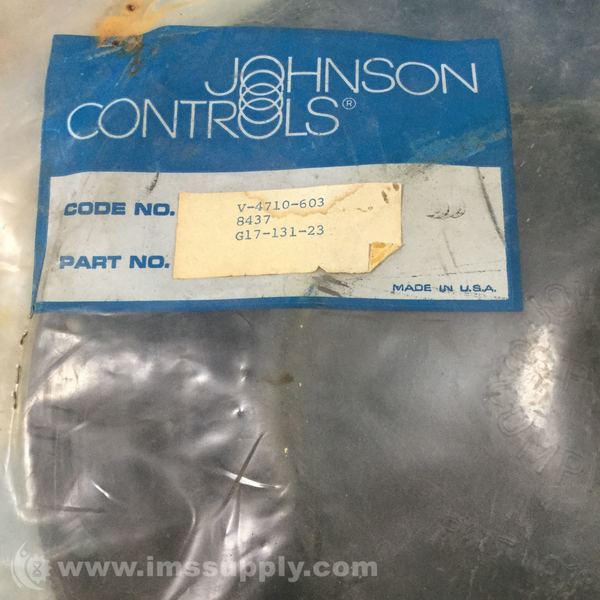 JOHNSON
CONTROLS®
CODE NO.
V-4710-603
8437
G17-131-23
PART NO.
MADE IN U.S.A.
www.imssupply.com